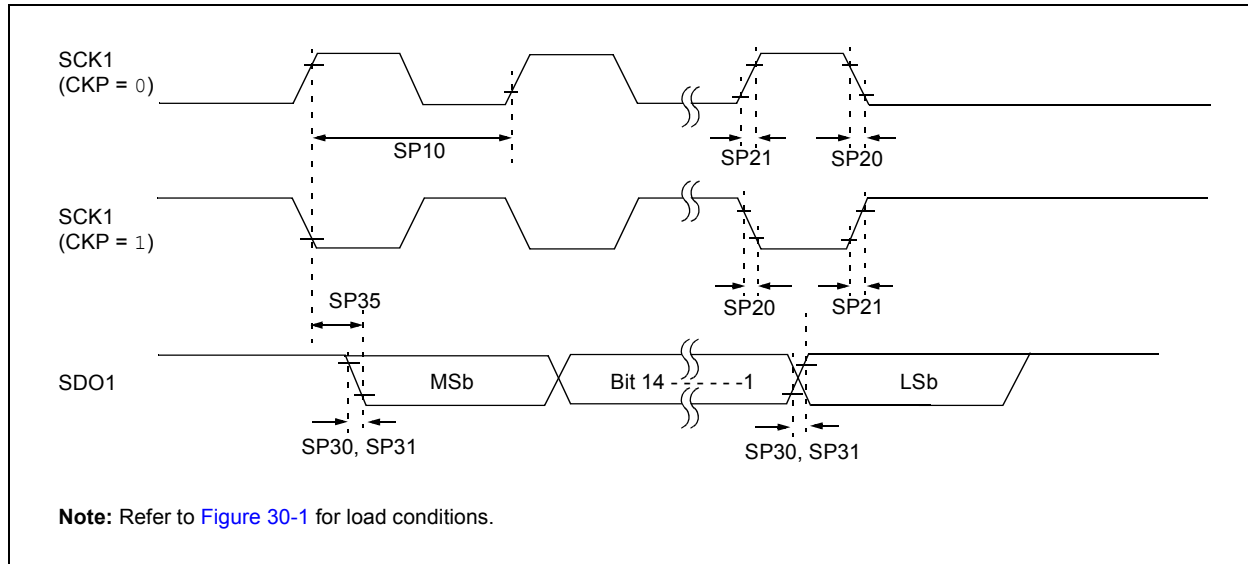 SCK1
(CKP = 0)
SP10
SP21
SP20
SCK1
(CKP = 1)
SP35
SP20
SP21
SDO1
MSb
Bit 14 - - - - - -1
LSb
SP30, SP31
SP30, SP31
Note: Refer to Figure 30-1 for load conditions.